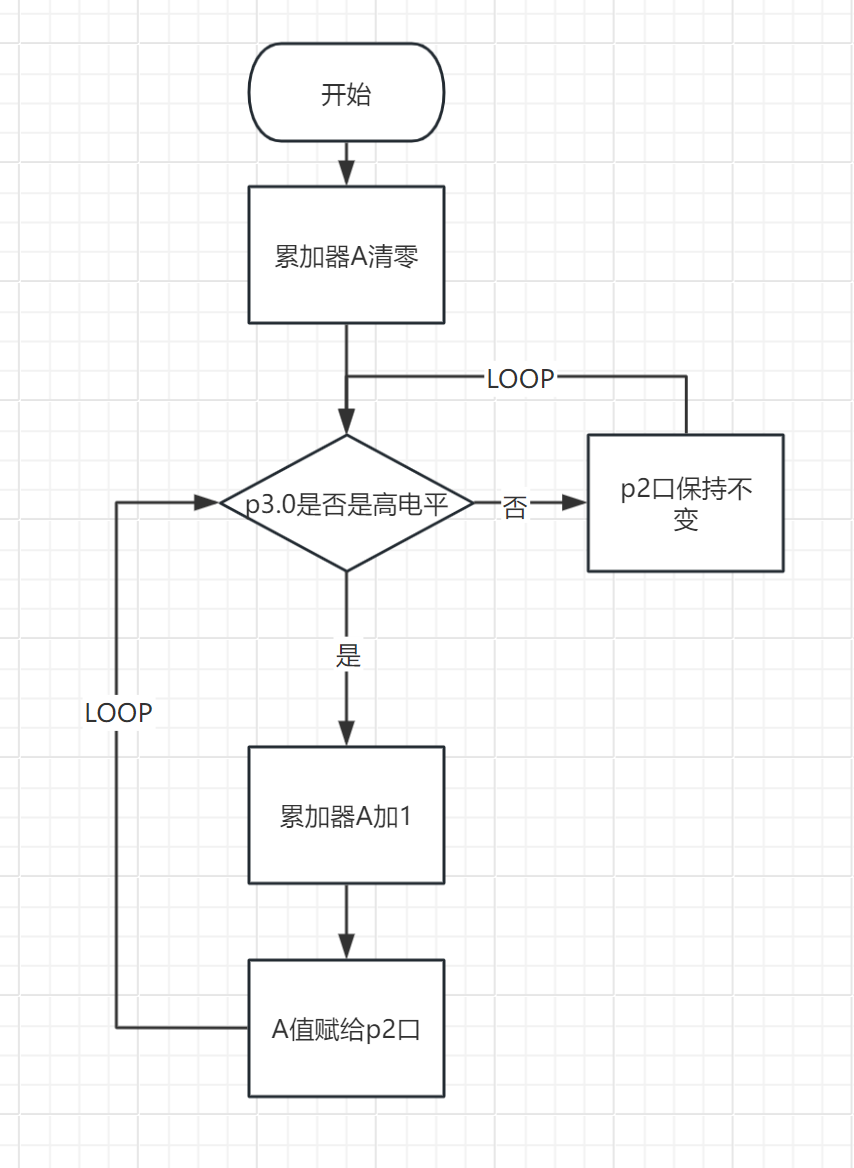 开始
累加器A清零
LOOP
p3.0是否是高电平
否
p2口保持不
变
是
LOOP
累加器A加1
A值赋给p2口